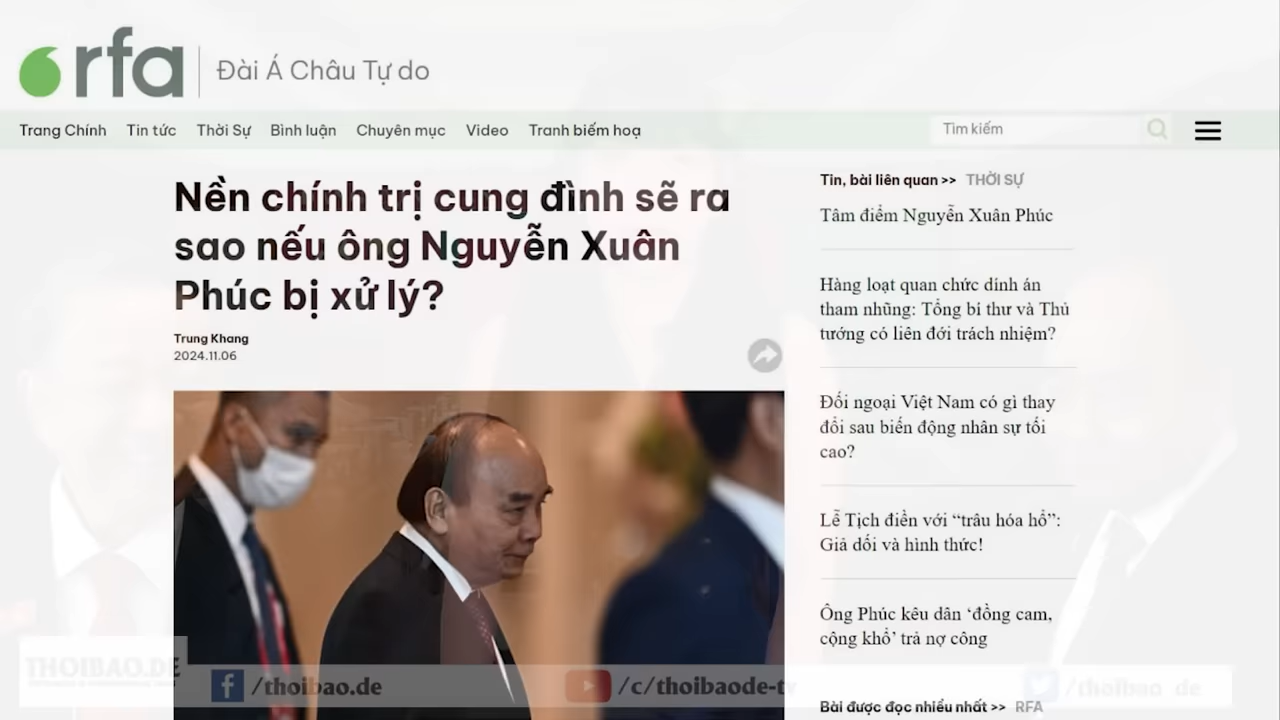 rfa
Đài Á Châu Tự do
Trang Chính Tin tức Thời Sự Bình luận Chuyên mục Video Tranh biếm hoạ
Tìm kiếm
Nền chính trị cung đình sẽ ra
sao nếu ông Nguyễn Xuân
Phúc bị xử lý?
Trung Khang
2024.11.06
Tin, bài liên quan >> THỜI SỰ
Tâm điểm Nguyễn Xuân Phúc
Hàng loạt quan chức dính án
tham nhũng: Tổng bí thư và Thủ
tướng có liên đới trách nhiệm?
Đối ngoại Việt Nam có gì thay
đổi sau biến động nhân sự tối
cao?
Lễ Tịch điền với “trâu hóa hổ”:
Giả dối và hình thức!
Ông Phúc kêu dân ‘đồng cam,
cộng khổ’ trả nợ công
Bài được đọc nhiều nhất >> RFA
THOIBAO.DE
/thoibao.de
/c/thoibaode-tv
/thoibao_de